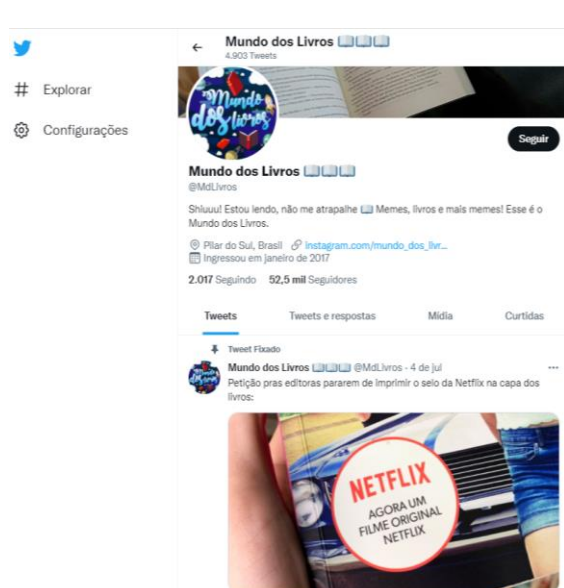 Mundo dos Livros 📖📖📖
4.903 Tweets
Explorar
Configurações
Mundo dos livros
Seguir
Mundo dos Livros 📖📖📖
@MdLivros
Shiuuu! Estou lendo, não me atrapalhe 📖 Memes, livros e mais memes! Esse é o
Mundo dos Livros.
Pilar do Sul, Brasil instagram.com/mundo_dos_livr...
Ingressou em janeiro de 2017
2.017 Seguindo 52,5 mil Seguidores
Tweets Tweets e respostas Mídia Curtidas
Tweet Fixado
Mundo dos Livros 📖📖📖 @MdLivros · 4 de jul
Petição pras editoras pararem de imprimir o selo da Netflix na capa dos
livros:
NETFLIX
AGORA UM
FILME ORIGINAL
NETFLIX